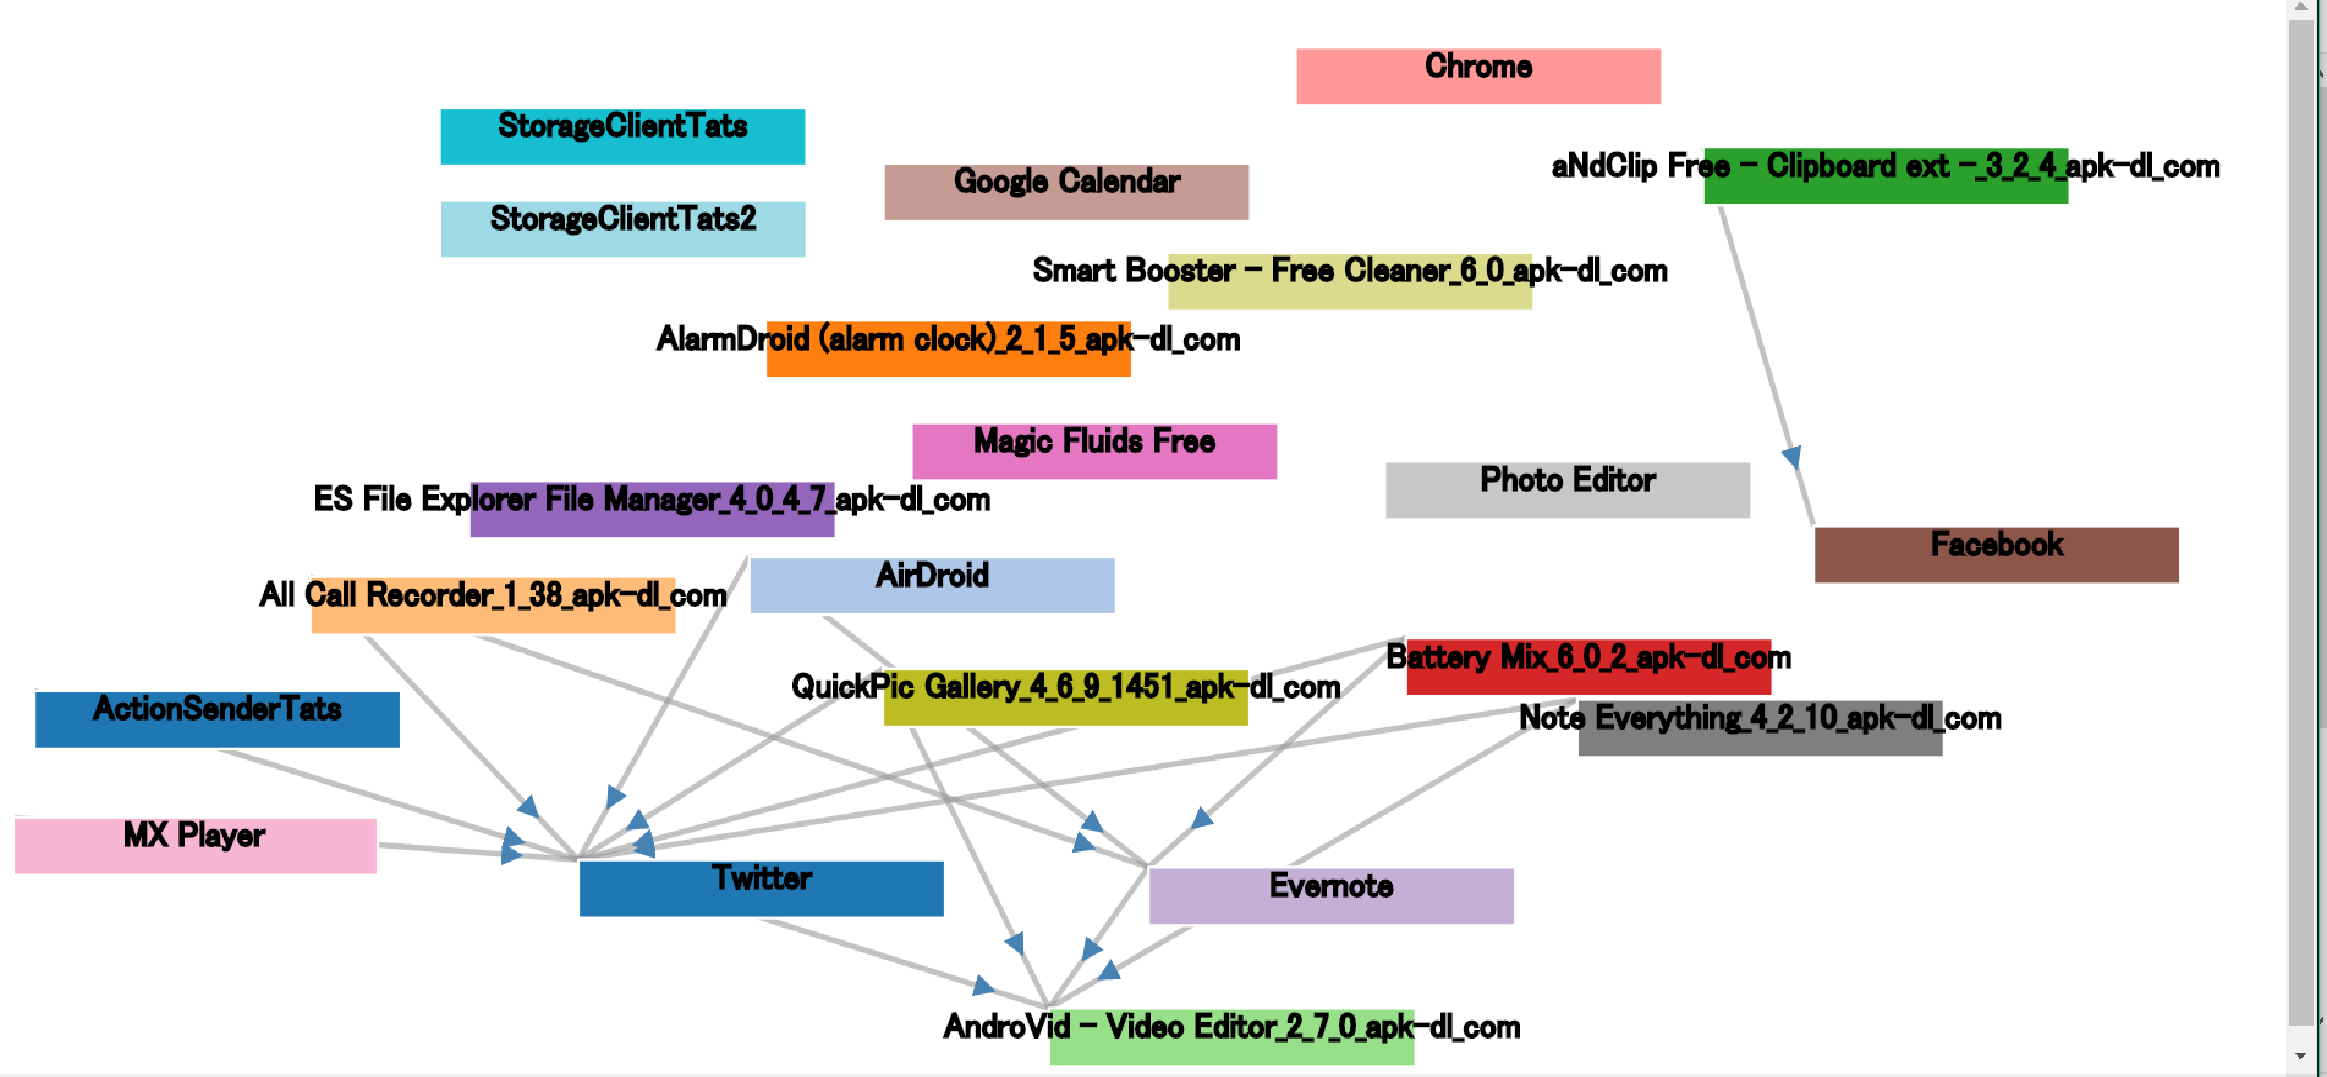 Chrome
StorageClientTats
aNdClip Free - Clipboard ext -_3_2_4_apk-dl_com
Google Calendar
StorageClientTats2
Smart Booster - Free Cleaner_6_0_apk-dl_com
AlarmDroid (alarm clock)_2_1_5_apk-dl_com
Magic Fluids Free
Photo Editor
ES File Explorer File Manager_4_0_4_7_apk-dl_com
Facebook
AirDroid
All Call Recorder_1_38_apk-dl_com
Battery Mix_6_0_2_apk-dl_com
QuickPic Gallery_4_6_9_1451_apk-dl_com
ActionSenderTats
Note Everything_4_2_10_apk-dl_com
MX Player
Twitter
Evernote
AndroVid - Video Editor_2_7_0_apk-dl_com